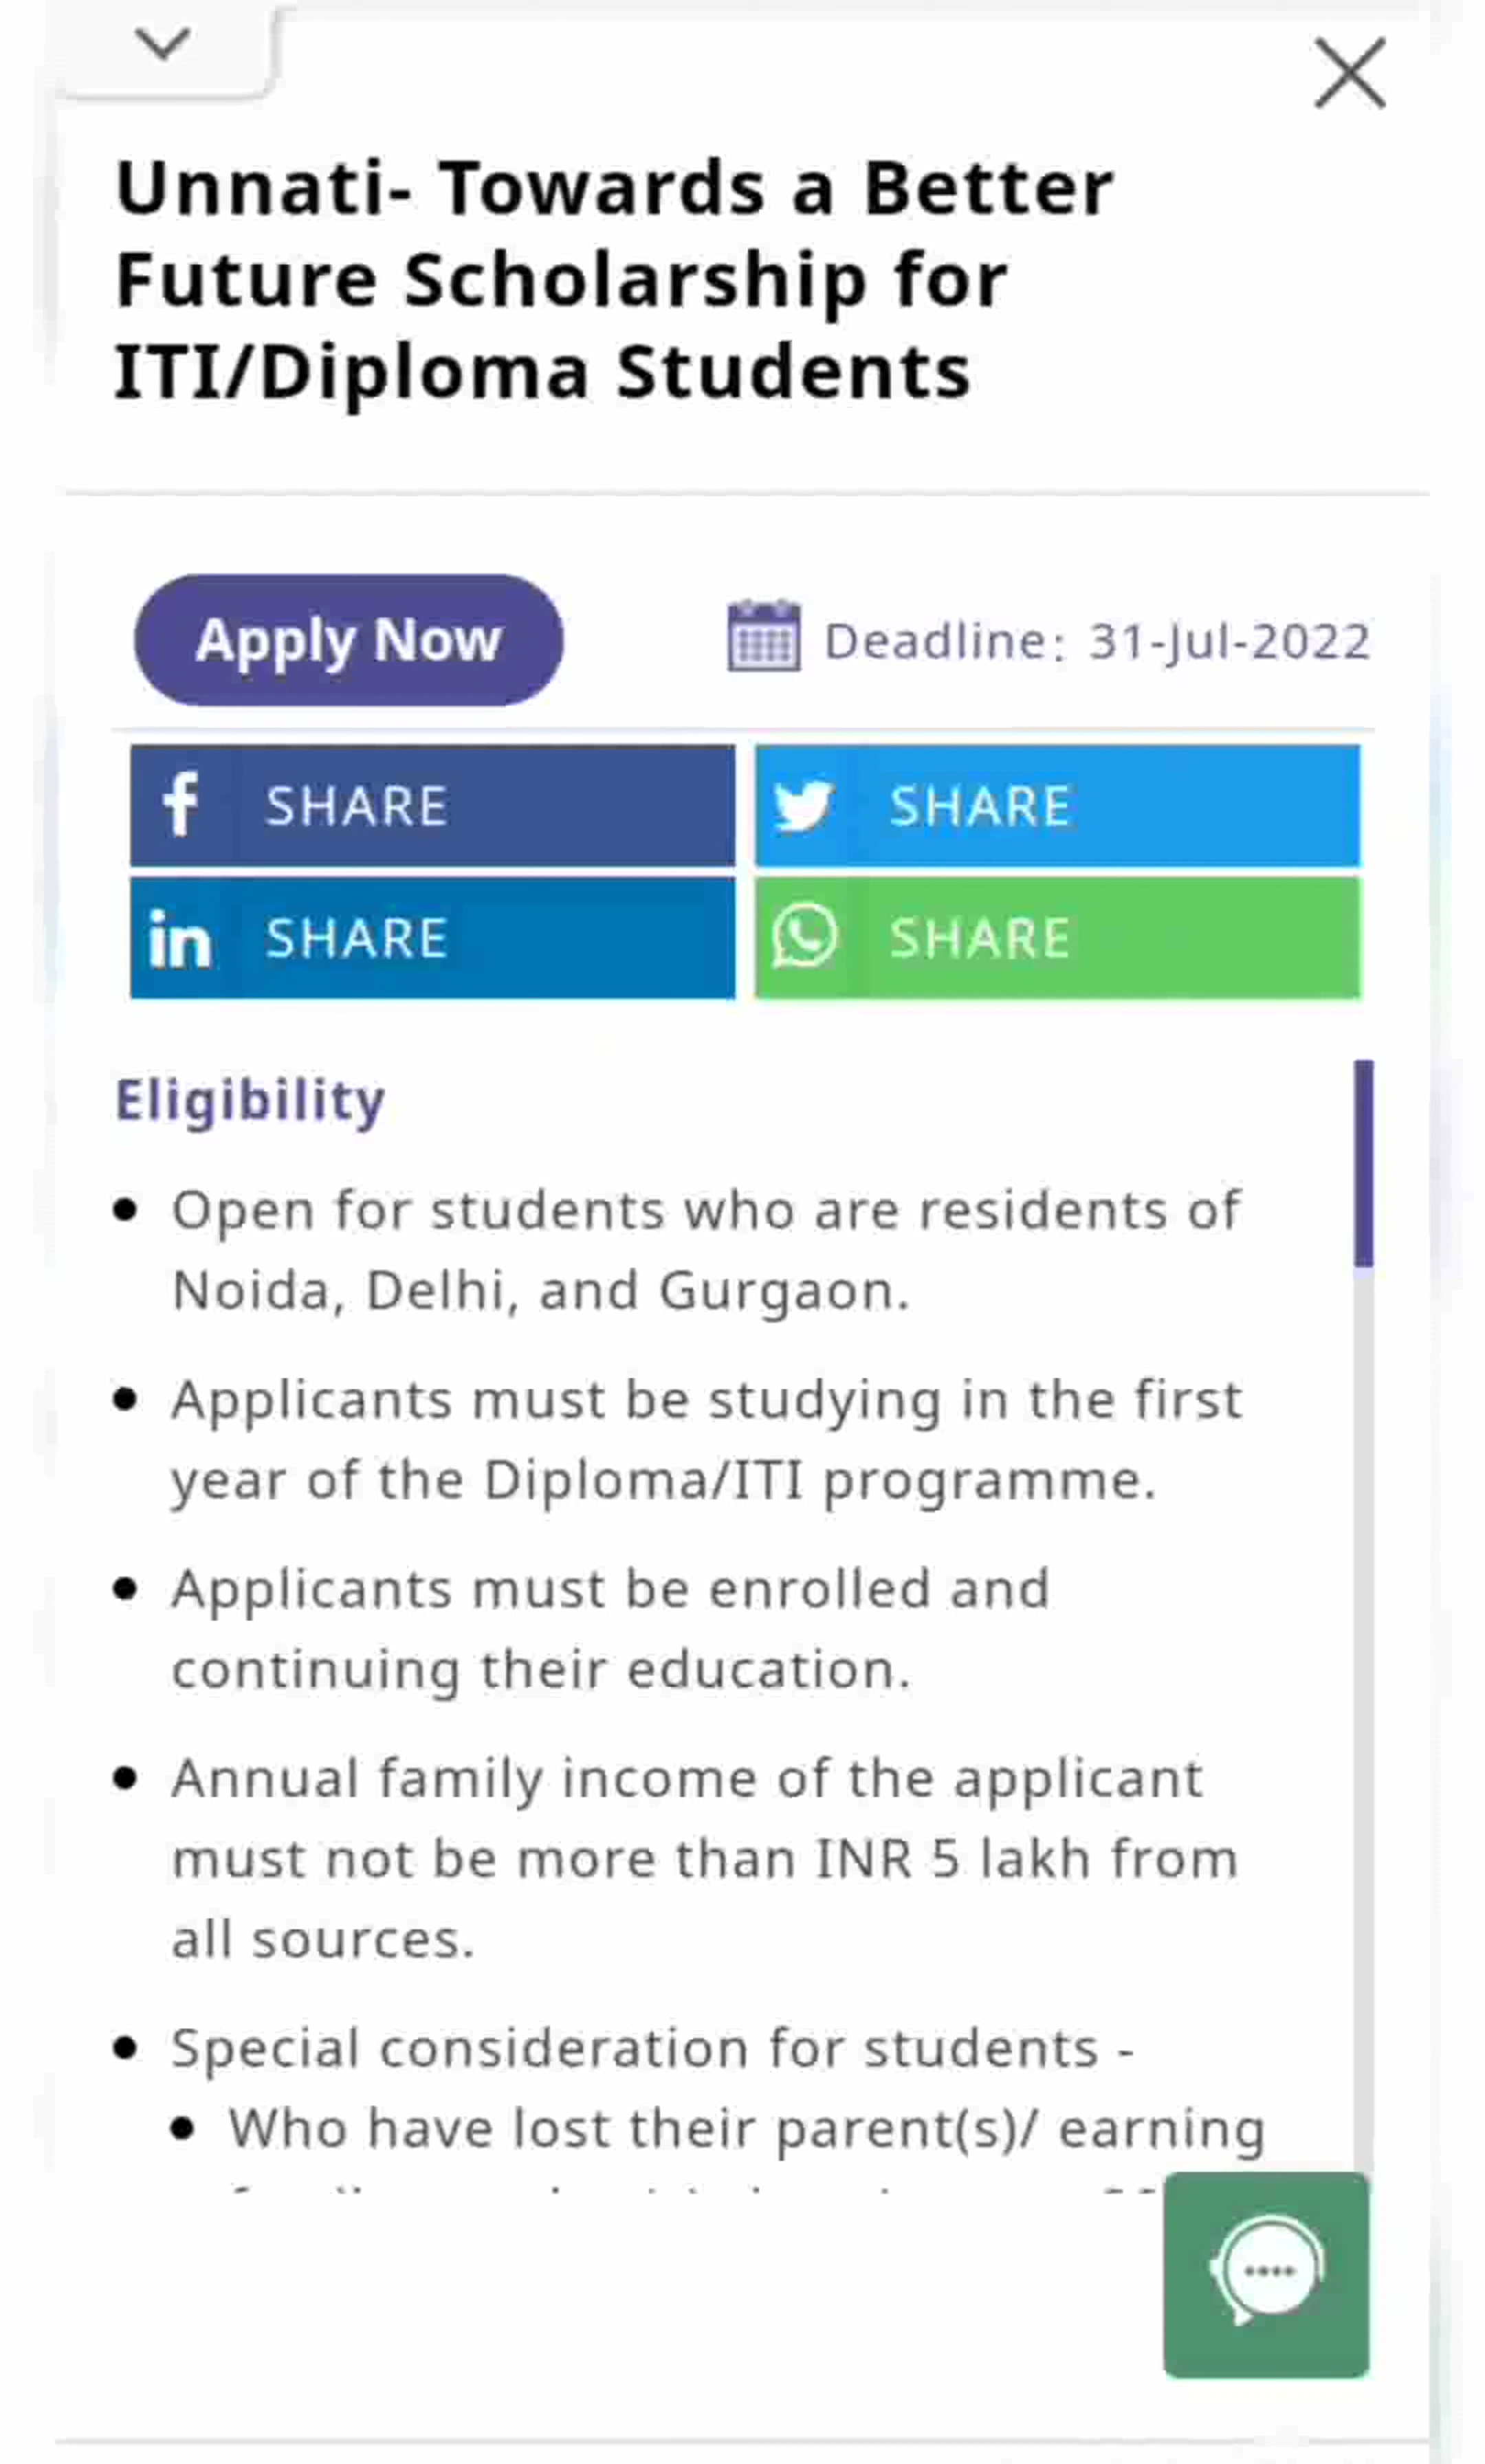 Unnati- Towards a Better
Future Scholarship for
ITI/Diploma Students
Apply Now
Deadline: 31-Jul-2022
SHARE
SHARE
SHARE
SHARE
Eligibility
Open for students who are residents of
Noida, Delhi, and Gurgaon.
Applicants must be studying in the first
year of the Diploma/ITI programme.
Applicants must be enrolled and
continuing their education.
Annual family income of the applicant
must not be more than INR 5 lakh from
all sources.
Special consideration for students -
Who have lost their parent(s)/ earning